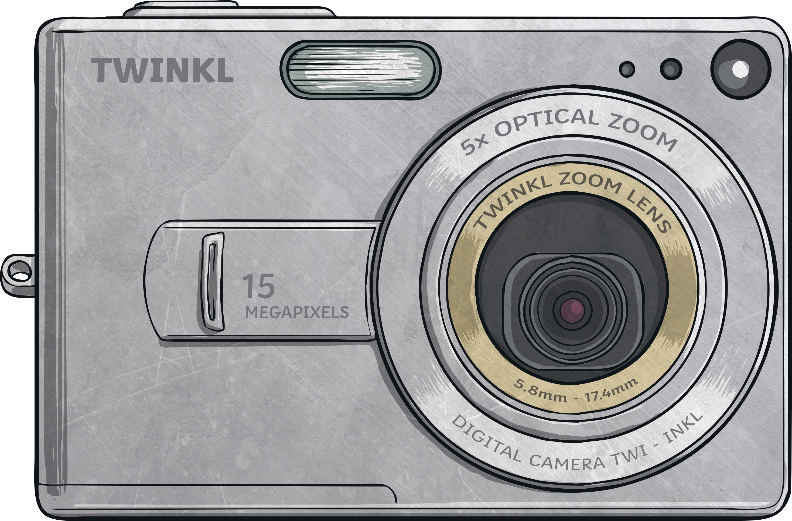 TWINKL
5x OPTICAL ZOOM
TWINKL ZOOM LENS
15
MEGAPIXELS
5.8mm - 17.4mm
DIGITAL CAMERA TWI - INKL